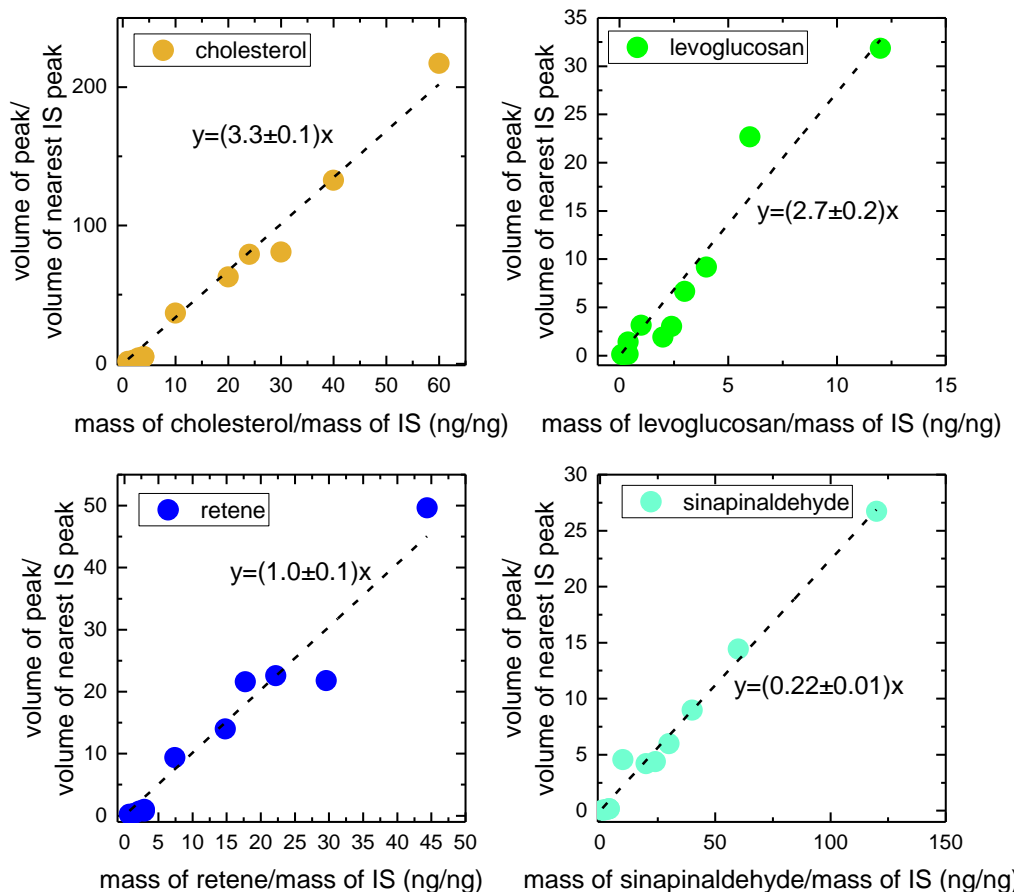 volume of peak/
volume of nearest IS peak
200
100
0
cholesterol
y=(3.3±0.1)x
0 10 20 30 40 50 60
mass of cholesterol/mass of IS (ng/ng)
volume of peak/
volume of nearest IS peak
35
30
25
20
15
10
5
0
levoglucosan
y=(2.7±0.2)x
0 5 10 15
mass of levoglucosan/mass of IS (ng/ng)
volume of peak/
volume of nearest IS peak
50
40
30
20
10
0
retene
y=(1.0±0.1)x
0 5 10 15 20 25 30 35 40 45 50
mass of retene/mass of IS (ng/ng)
volume of peak/
volume of nearest IS peak
30
25
20
15
10
5
0
sinapinaldehyde
y=(0.22±0.01)x
0 50 100 150
mass of sinapinaldehyde/mass of IS (ng/ng)